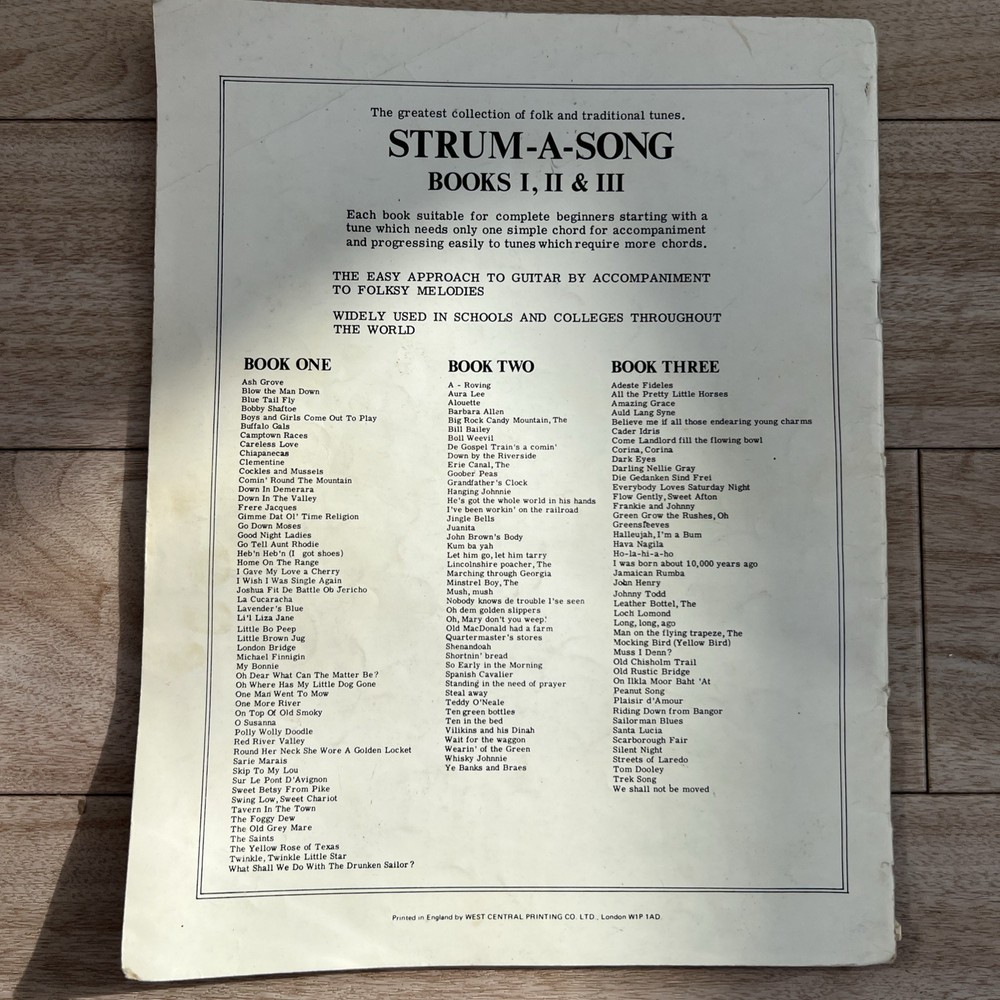 The greatest collection of folk and traditional tunes.
STRUM-A-SONG
BOOKS I, II & III
Each book suitable for complete beginners starting with a
tune which needs only one simple chord for accompaniment
and progressing easily to tunes which require more chords.
THE EASY APPROACH TO GUITAR BY ACCOMPANIMENT
TO FOLKSY MELODIES
WIDELY USED IN SCHOOLS AND COLLEGES THROUGHOUT
THE WORLD
BOOK ONE
Ash Grove
Blow the Man Down
Blue Tail Fly
Bobby Shaftoe
Boys and Girls Come Out To Play
Buffalo Gals
Camptown Races
Careless Love
Chiapanecas
Clementine
Cockles and Mussels
Comin' Round The Mountain
Down In Demerara
Down In The Valley
Frere Jacques
Gimme Dat Ol' Time Religion
Go Down Moses
Good Night Ladies
Go Tell Aunt Rhodie
Heb'n Heb'n (I got shoes)
Home On The Range
I Gave My Love a Cherry
I Wish I Was Single Again
Joshua Fit De Battle Ob Jericho
La Cucaracha
Lavender's Blue
Li'l Liza Jane
Little Bo Peep
Little Brown Jug
London Bridge
Michael Finnigin
My Bonnie
Oh Dear What Can The Matter Be?
Oh Where Has My Little Dog Gone
One Man Went To Mow
One More River
On Top Of Old Smoky
O Susanna
Polly Wolly Doodle
Red River Valley
Round Her Neck She Wore A Golden Locket
Sarie Marais
Skip To My Lou
Sur Le Pont D'Avignon
Sweet Betsy From Pike
Swing Low, Sweet Chariot
Tavern In The Town
The Foggy Dew
The Old Grey Mare
The Saints
The Yellow Rose of Texas
Twinkle, Twinkle Little Star
What Shall We Do With The Drunken Sailor?
BOOK TWO
A - Roving
Aura Lee
Alouette
Barbara Allen
Big Rock Candy Mountain, The
Bill Bailey
Boll Weevil
De Gospel Train's a comin'
Down by the Riverside
Erie Canal, The
Goober Peas
Grandfather's Clock
Hanging Johnnie
He's got the whole world in his hands
I've been workin' on the railroad
Jingle Bells
Juanita
John Brown's Body
Kum ba yah
Let him go, let him tarry
Lincolnshire poacher, The
Marching through Georgia
Minstrel Boy, The
Mush, mush
Nobody knows de trouble I'se seen
Oh dem golden slippers
Oh, Mary don't you weep!
Old MacDonald had a farm
Quartermaster's stores
Shenandoah
Shortnin' bread
So Early in the Morning
Spanish Cavalier
Standing in the need of prayer
Steal away
Teddy O'Neale
Ten green bottles
Ten in the bed
Vilikins and his Dinah
Wait for the waggon
Wearin' of the Green
Whisky Johnnie
Ye Banks and Braes
BOOK THREE
Adeste Fideles
All the Pretty Little Horses
Amazing Grace
Auld Lang Syne
Believe me if all those endearing young charms
Cader Idris
Come Landlord fill the flowing bowl
Corina, Corina
Dark Eyes
Darling Nellie Gray
Die Gedanken Sind Frei
Everybody Loves Saturday Night
Flow Gently, Sweet Afton
Frankie and Johnny
Green Grow the Rushes, Oh
Greensleeves
Halleujah, I'm a Bum
Hava Nagila
Ho-la-hi-a-ho
I was born about 10,000 years ago
Jamaican Rumba
John Henry
Johnny Todd
Leather Bottel, The
Loch Lomond
Long, long, ago
Man on the flying trapeze, The
Mocking Bird (Yellow Bird)
Muss I Denn?
Old Chisholm Trail
Old Rustic Bridge
On Ilkla Moor Baht 'At
Peanut Song
Plaisir d'Amour
Riding Down from Bangor
Sailorman Blues
Santa Lucia
Scarborough Fair
Silent Night
Streets of Laredo
Tom Dooley
Trek Song
We shall not be moved
Printed in England by WEST CENTRAL PRINTING CO. LTD., London W1P 1AD.